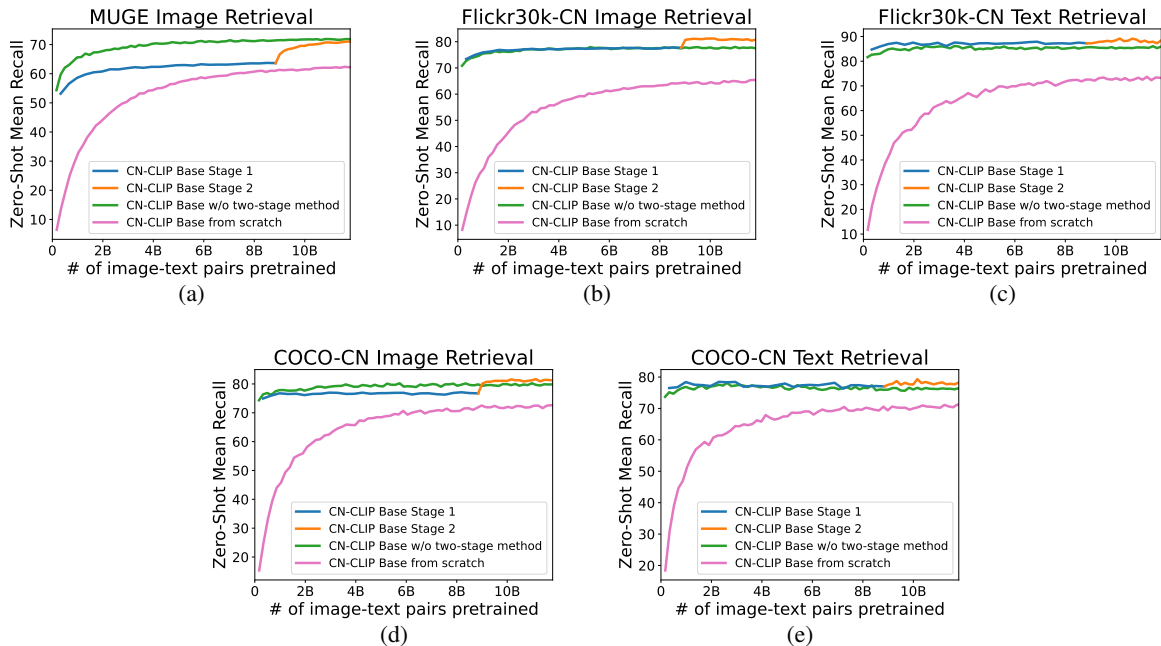 MUGE Image Retrieval
Zero-Shot Mean Recall
70
60
50
40
30
20
10
CN-CLIP Base Stage 1
CN-CLIP Base Stage 2
CN-CLIP Base w/o two-stage method
CN-CLIP Base from scratch
0 2B 4B 6B 8B 10B
# of image-text pairs pretrained
(a)
Flickr30k-CN Image Retrieval
Zero-Shot Mean Recall
80
70
60
50
40
30
20
10
CN-CLIP Base Stage 1
CN-CLIP Base Stage 2
CN-CLIP Base w/o two-stage method
CN-CLIP Base from scratch
0 2B 4B 6B 8B 10B
# of image-text pairs pretrained
(b)
Flickr30k-CN Text Retrieval
Zero-Shot Mean Recall
90
80
70
60
50
40
30
20
10
CN-CLIP Base Stage 1
CN-CLIP Base Stage 2
CN-CLIP Base w/o two-stage method
CN-CLIP Base from scratch
0 2B 4B 6B 8B 10B
# of image-text pairs pretrained
(c)
COCO-CN Image Retrieval
Zero-Shot Mean Recall
80
70
60
50
40
30
20
CN-CLIP Base Stage 1
CN-CLIP Base Stage 2
CN-CLIP Base w/o two-stage method
CN-CLIP Base from scratch
0 2B 4B 6B 8B 10B
# of image-text pairs pretrained
(d)
COCO-CN Text Retrieval
Zero-Shot Mean Recall
80
70
60
50
40
30
20
CN-CLIP Base Stage 1
CN-CLIP Base Stage 2
CN-CLIP Base w/o two-stage method
CN-CLIP Base from scratch
0 2B 4B 6B 8B 10B
# of image-text pairs pretrained
(e)